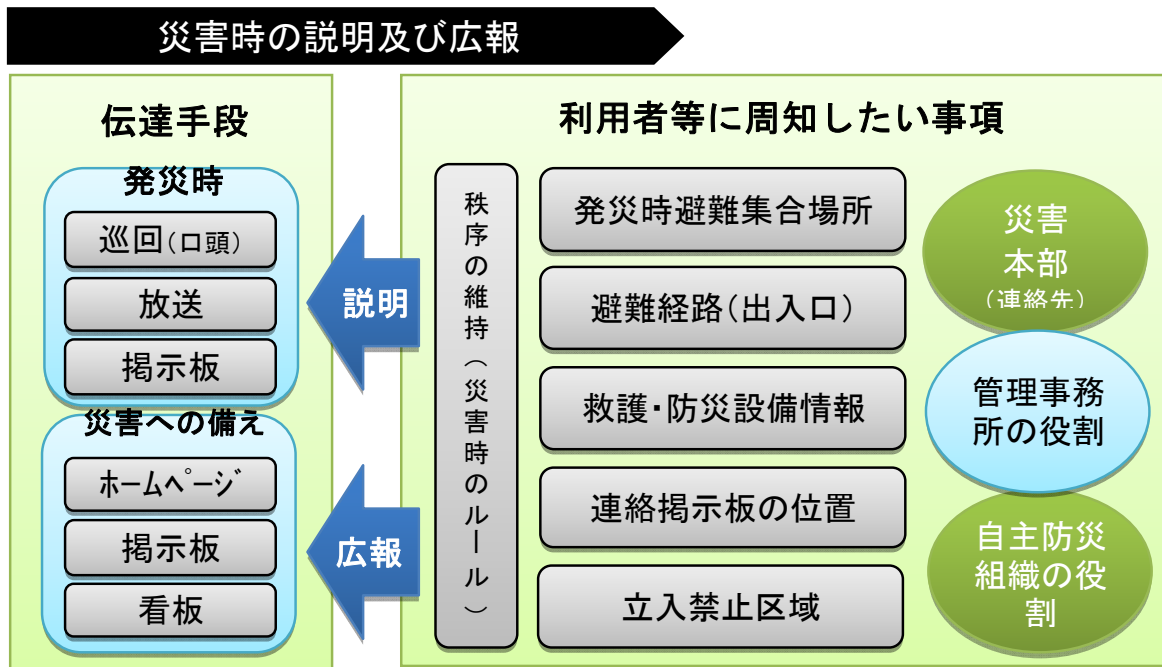 災害時の説明及び広報
伝達手段
発災時
巡回(口頭)
放送
掲示板
災害への備え
ホームページ
掲示板
看板
説明
広報
利用者等に周知したい事項
秩序の維持(災害時のルール)
発災時避難集合場所
避難経路(出入口)
救護・防災設備情報
連絡掲示板の位置
立入禁止区域
災害
本部
(連絡先)
管理事務
所の役割
自主防災
組織の役
割